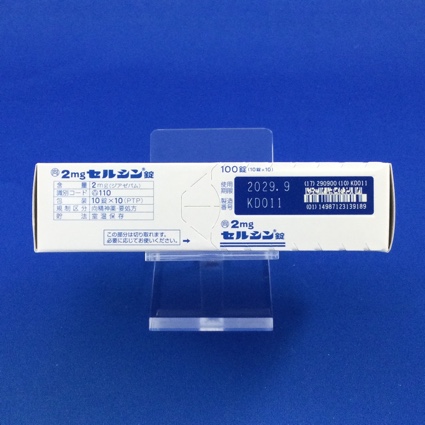 向 2mgセルシン錠
含 量 2mg(ジアゼパム)
識別コード 110
包 装 10錠×10(PTP)
規制区分 向精神薬・要処方
貯 法 室温保存
この部分は切り取れます。
必要に応じてお使いください。
100錠(10錠×10)
使用期限 2029.9
製造番号 KD011
(17) 290900 (10) KD011
(01) 14987123139189
向 2mg
セルシン錠